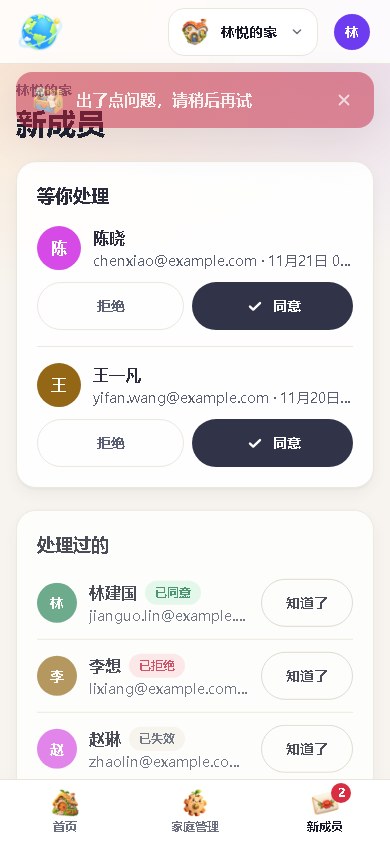 林悦的家
林
林悦的家
出了点问题，请稍后再试
新成员
等你处理
陈
陈晓
chenxiao@example.com · 11月21日 0...
拒绝
同意
王
王一凡
yifan.wang@example.com · 11月20日...
拒绝
同意
处理过的
林
林建国 已同意
jianguo.lin@example....
知道了
李
李想 已拒绝
lixiang@example.com...
知道了
赵
赵琳 已失效
zhaolin@example.co...
知道了
2
首页
家庭管理
新成员